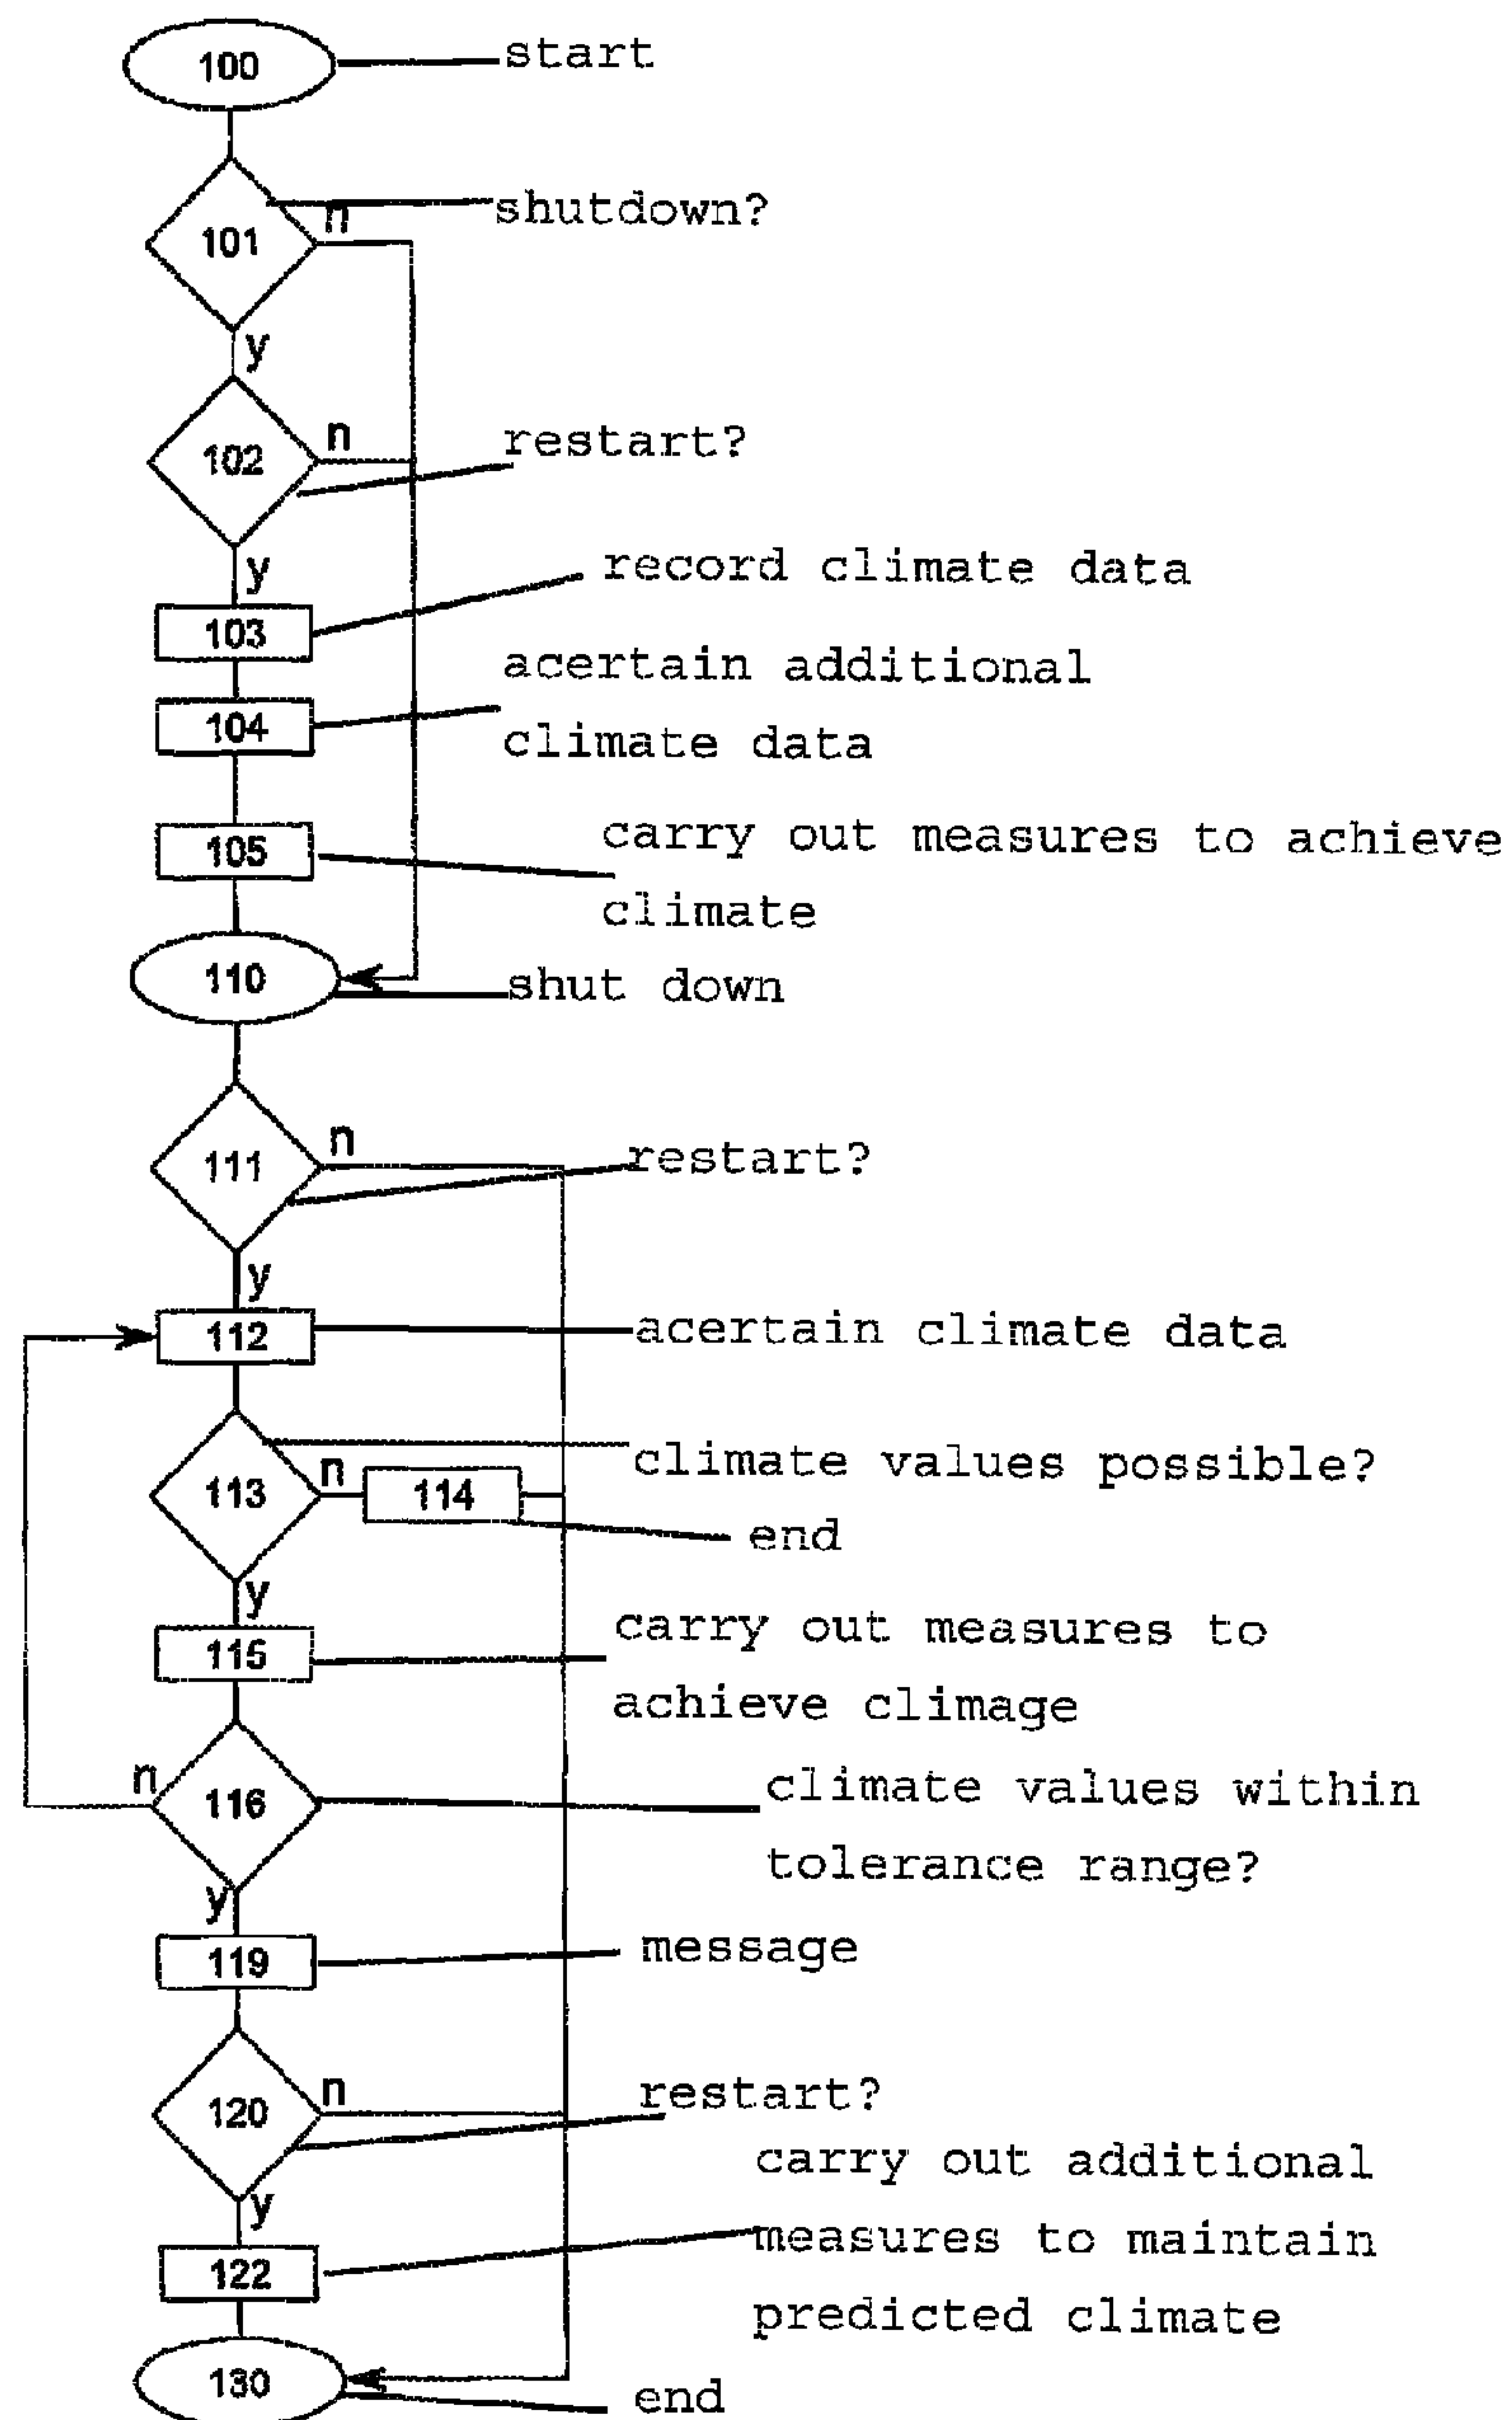 100 start
shutdown?
n
101
y
n
restart?
102
y
record climate data
103
acertain additional
104
climate data
carry out measures to achieve
105
climate
110
shut down
n
restart?
111
y
112
acertain climate data
climate values possible?
n
113
114
end
y
carry out measures to
115
achieve climage
n
climate values within
116
tolerance range?
y
message
119
n
restart?
120
carry out additional
y
measures to maintain
122
predicted climate
130
end